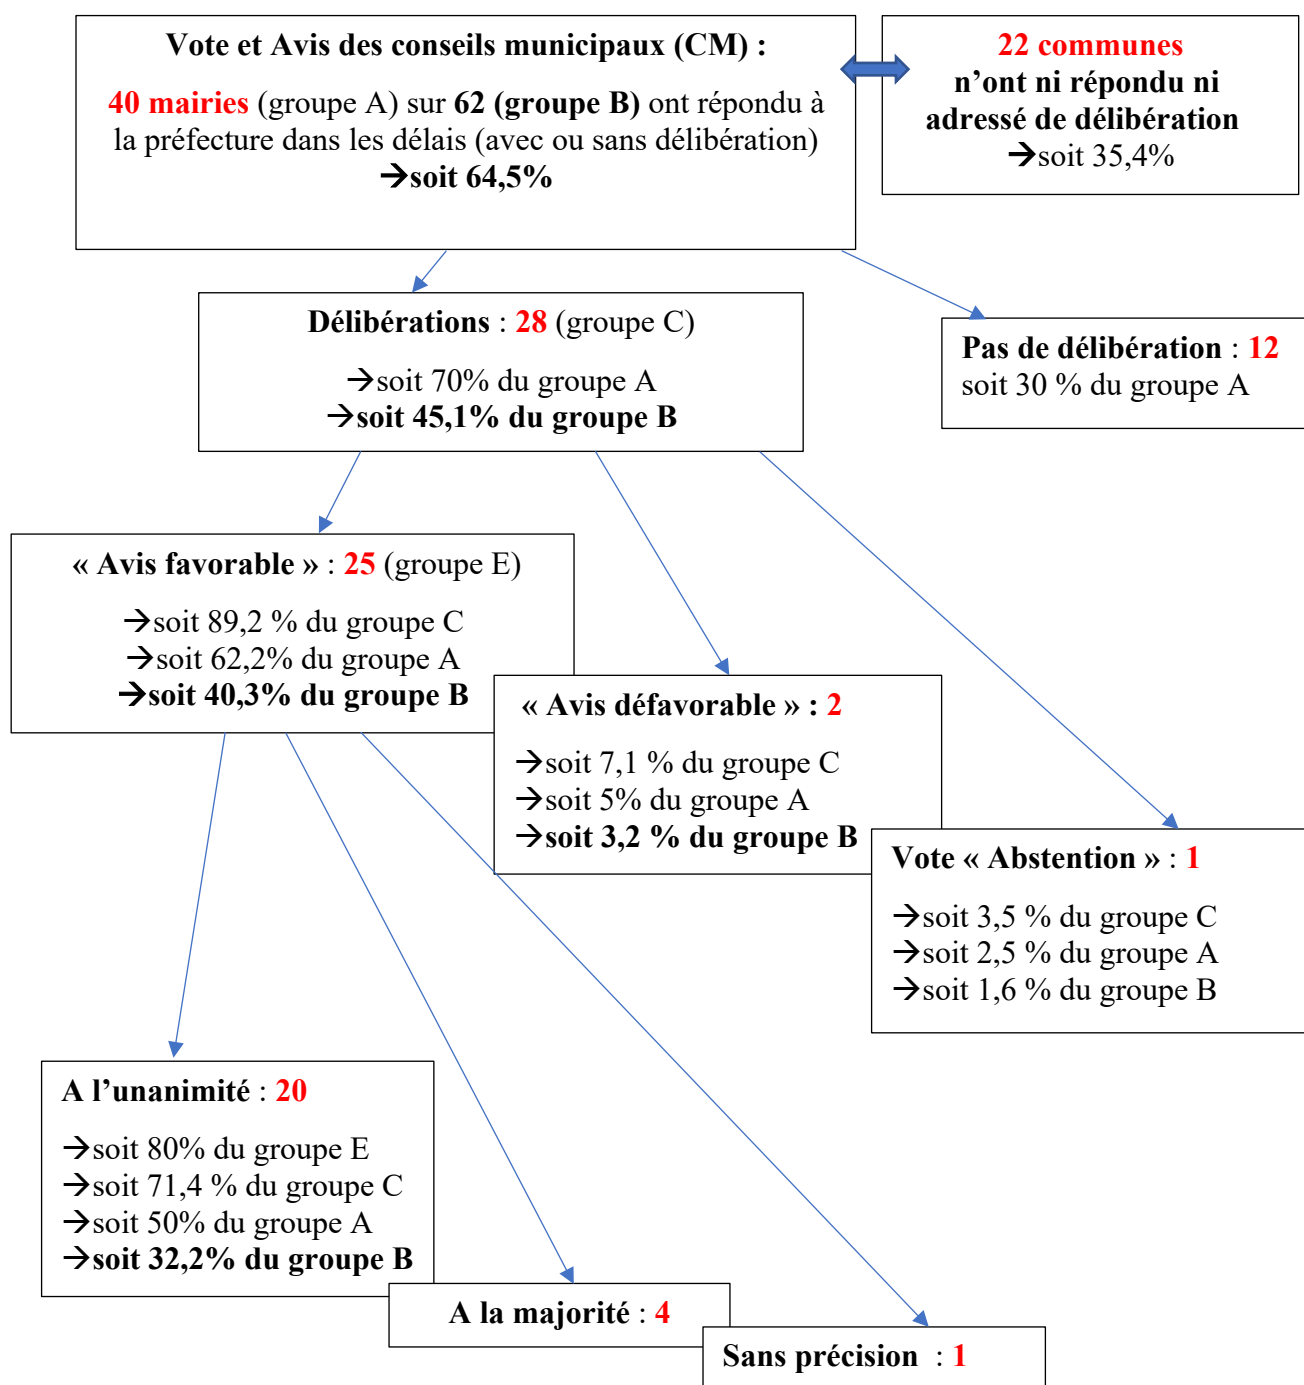 Vote et Avis des conseils municipaux (CM) :
40 mairies (groupe A) sur 62 (groupe B) ont répondu à
la préfecture dans les délais (avec ou sans délibération)
→soit 64,5%
22 communes
n’ont ni répondu ni
adressé de délibération
→soit 35,4%
Délibérations : 28 (groupe C)
→soit 70% du groupe A
→soit 45,1% du groupe B
Pas de délibération : 12
soit 30 % du groupe A
« Avis favorable » : 25 (groupe E)
→soit 89,2 % du groupe C
→soit 62,2% du groupe A
→soit 40,3% du groupe B
« Avis défavorable » : 2
→soit 7,1 % du groupe C
→soit 5% du groupe A
→soit 3,2 % du groupe B
Vote « Abstention » : 1
→soit 3,5 % du groupe C
→soit 2,5 % du groupe A
→soit 1,6 % du groupe B
A l’unanimité : 20
→soit 80% du groupe E
→soit 71,4 % du groupe C
→soit 50% du groupe A
→soit 32,2% du groupe B
A la majorité : 4
Sans précision : 1